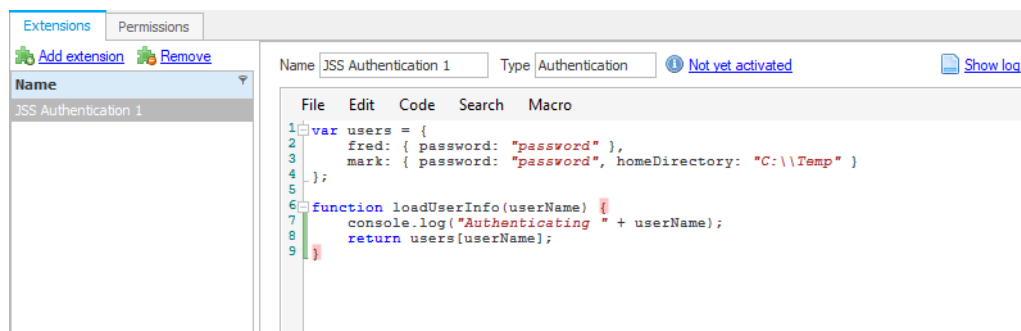 Extensions Permissions
Add extension Remove
Name
JSS Authentication 1
Name JSS Authentication 1 Type Authentication Not yet activated Show log
File Edit Code Search Macro
1 var users = {
2 fred: { password: "password" },
3 mark: { password: "password", homeDirectory: "C:\\Temp" }
4 };
5
6 function loadUserInfo(userName) {
7 console.log("Authenticating " + userName);
8 return users[userName];
9 }